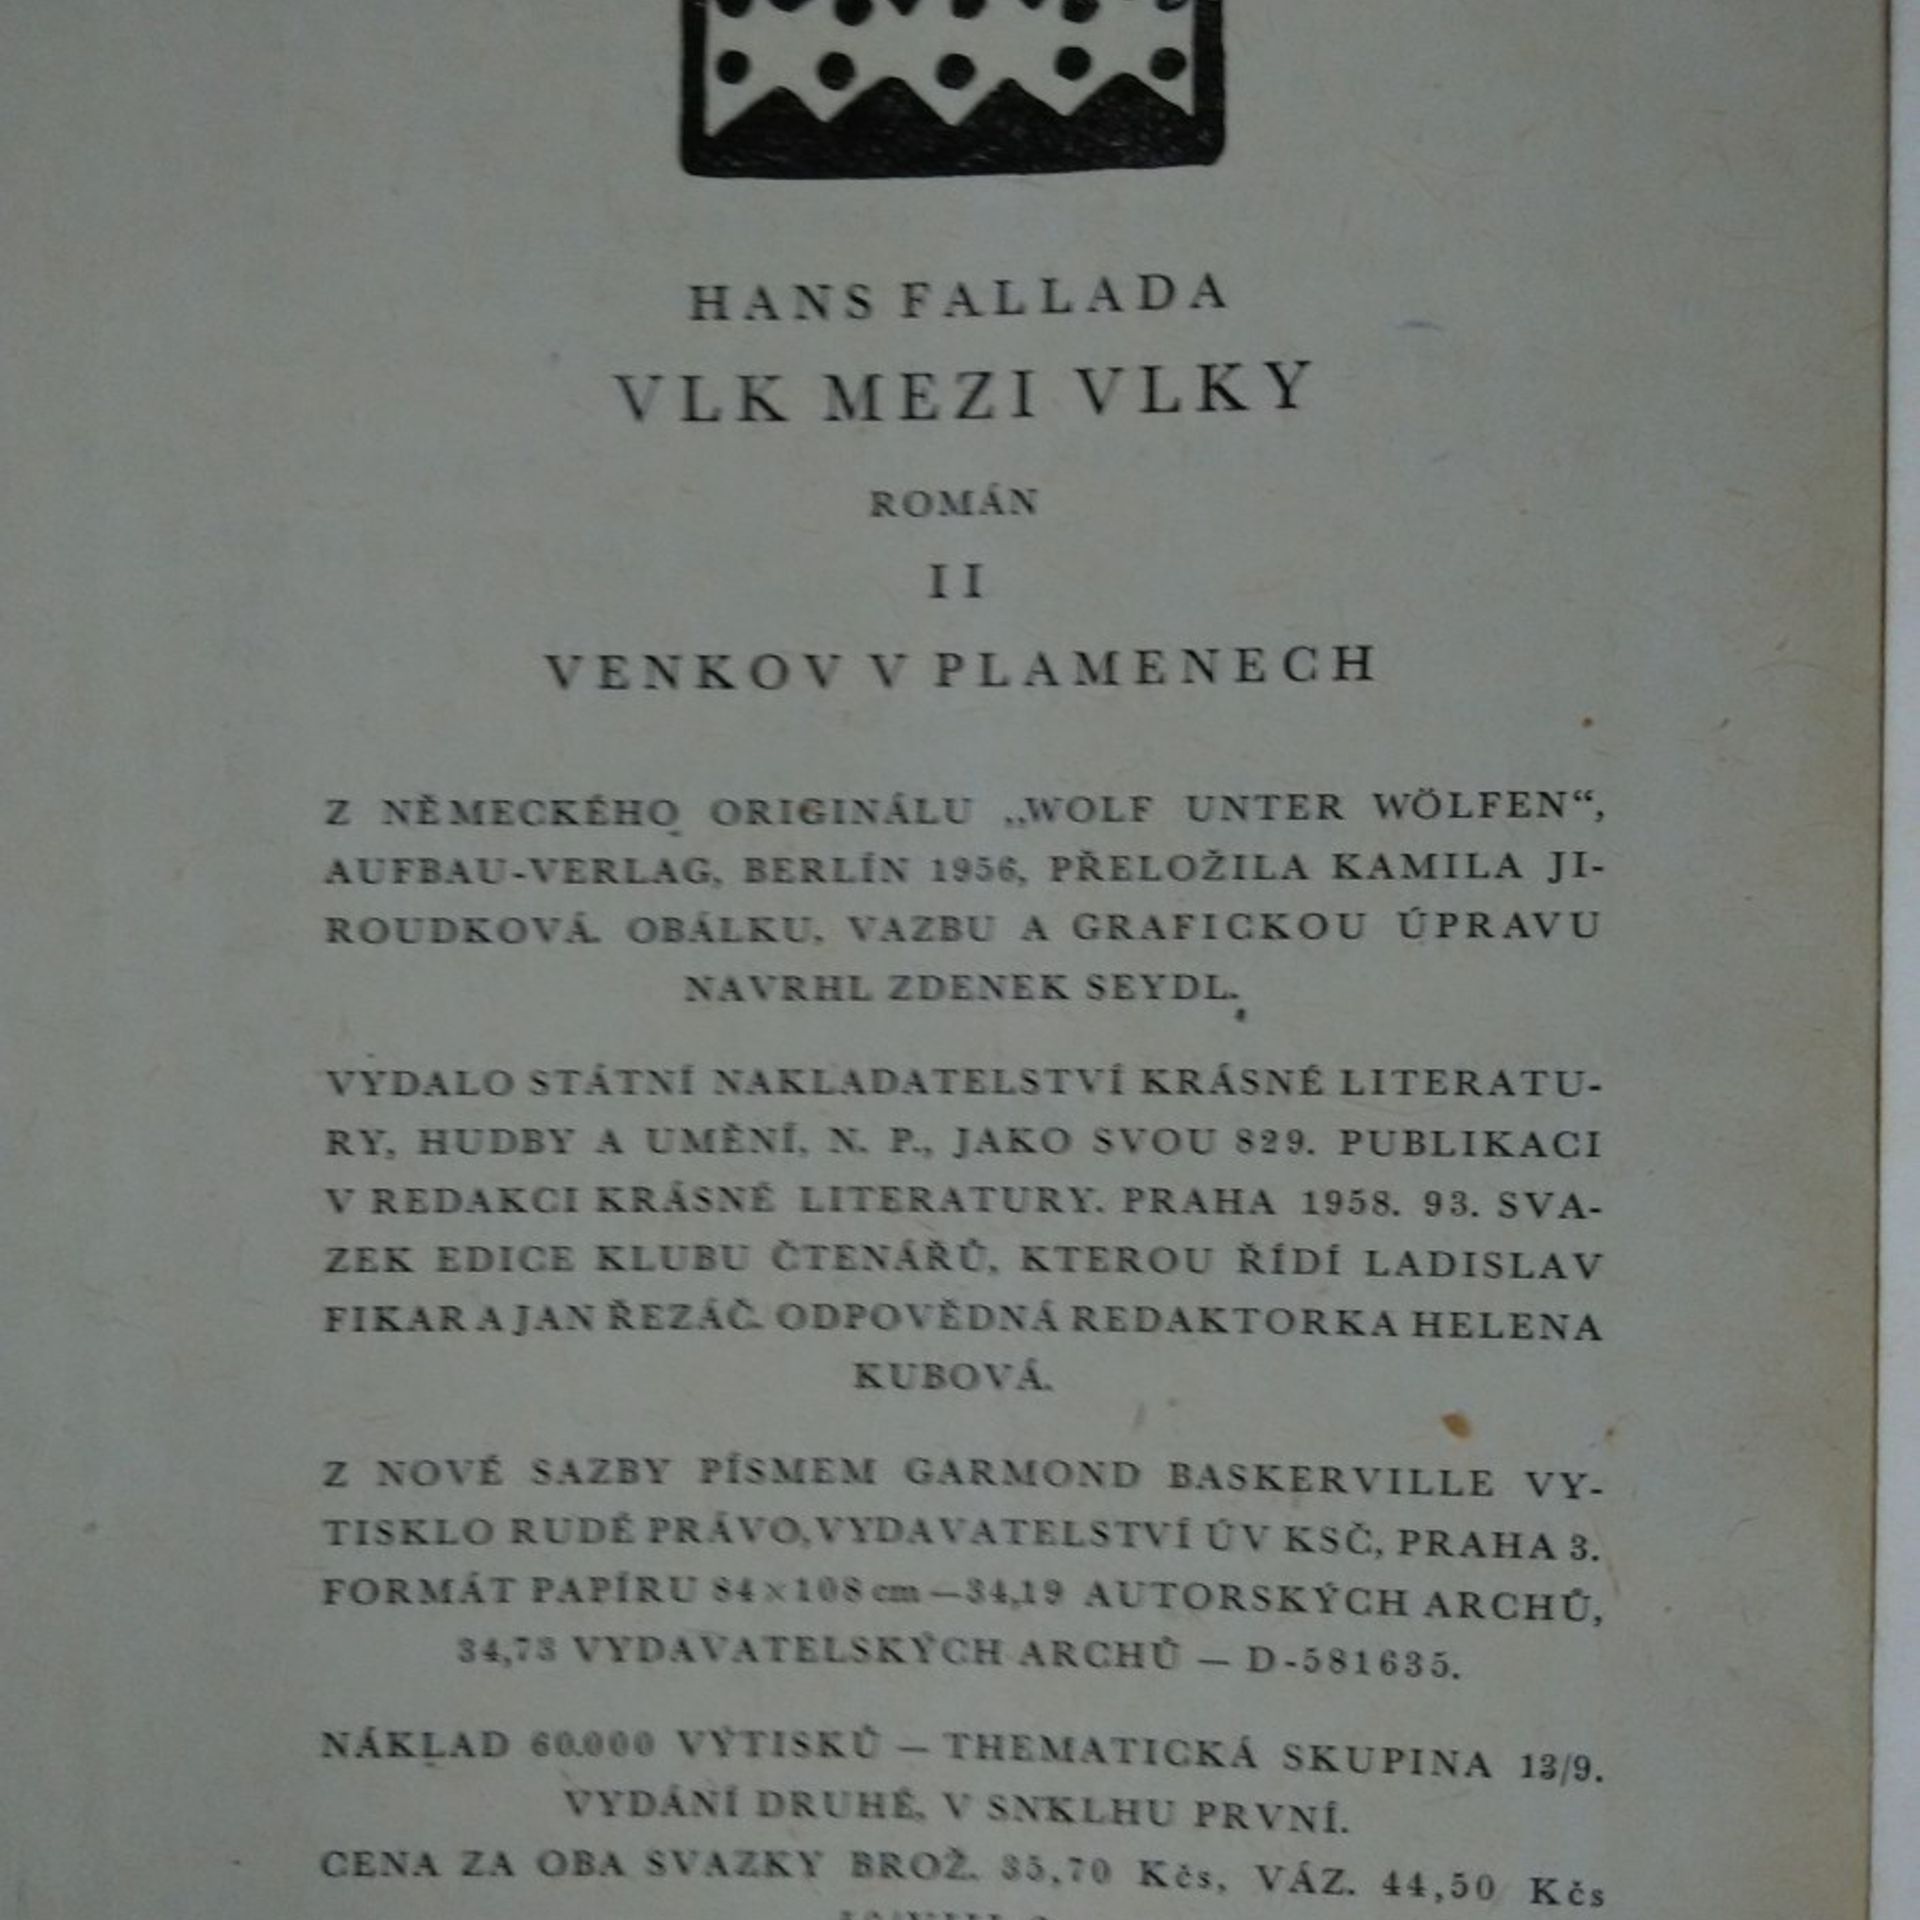 HANS FALLADA
VLK MEZI VLKY
ROMÁN
II
VENKOV V PLAMENECH
Z NĚMECKÉHO ORIGINÁLU „WOLF UNTER WÖLFEN“,
AUFBAU-VERLAG, BERLÍN 1956, PŘELOŽILA KAMILA JI-
ROUDKOVÁ. OBÁLKU, VAZBU A GRAFICKOU ÚPRAVU
NAVRHL ZDENEK SEYDL.
VYDALO STÁTNÍ NAKLADATELSTVÍ KRÁSNÉ LITERATU-
RY, HUDBY A UMĚNÍ, N. P., JAKO SVOU 829. PUBLIKACI
V REDAKCI KRÁSNÉ LITERATURY. PRAHA 1958. 93. SVA-
ZEK EDICE KLUBU ČTENÁŘŮ, KTEROU ŘÍDÍ LADISLAV
FIKAR A JAN ŘEZÁČ. ODPOVĚDNÁ REDAKTORKA HELENA
KUBOVÁ.
Z NOVÉ SAZBY PÍSMEM GARMOND BASKERVILLE VY-
TISKLO RUDÉ PRÁVO, VYDAVATELSTVÍ ÚV KSČ, PRAHA 3.
FORMÁT PAPÍRU 84×108 cm — 34,19 AUTORSKÝCH ARCHŮ,
34,73 VYDAVATELSKÝCH ARCHŮ — D-581635.
NÁKLAD 60.000 VÝTISKŮ — THEMATICKÁ SKUPINA 13/9.
VYDÁNÍ DRUHÉ, V SNKLHU PRVNÍ.
CENA ZA OBA SVAZKY BROŽ. 35,70 Kčs, VÁZ. 44,50 Kčs